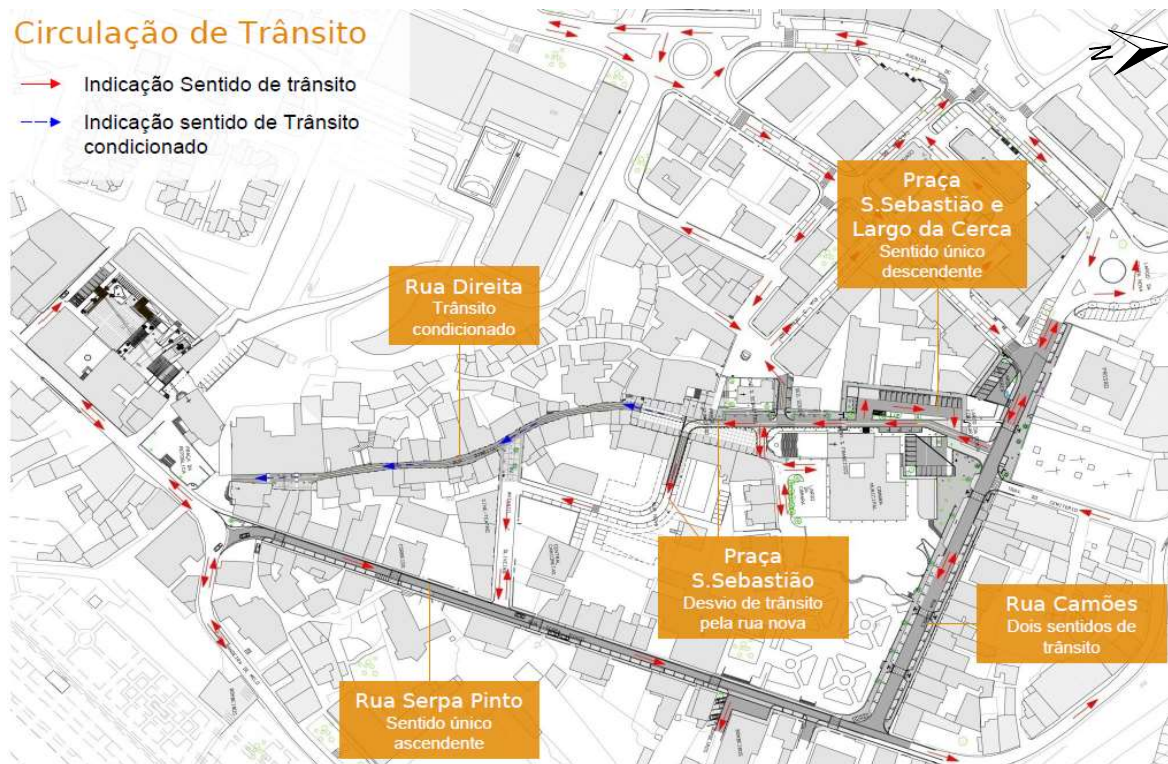 Circulação de Trânsito
Indicação Sentido de trânsito
Indicação sentido de Trânsito
condicionado
N
Praça
S.Sebastião e
Largo da Cerca
Sentido único
descendente
Rua Direita
Trânsito
condicionado
Praça
S.Sebastião
Desvio de trânsito
pela rua nova
Rua Camões
Dois sentidos de
trânsito
Rua Serpa Pinto
Sentido único
ascendente